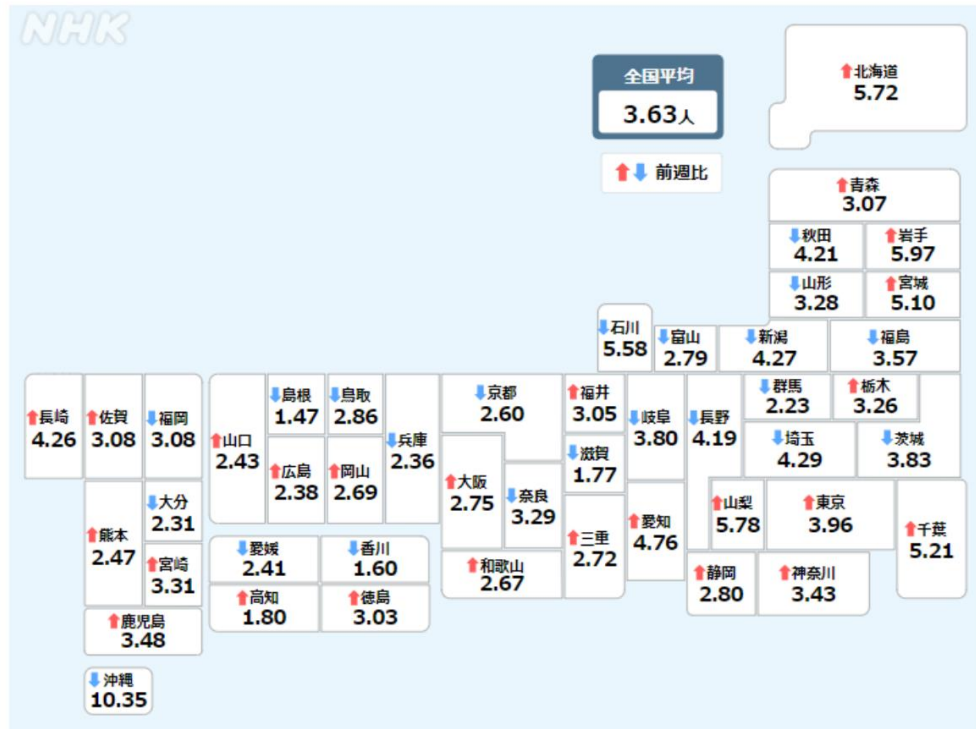 NHK
全国平均
3.63人
前週比
北海道
5.72
青森
3.07
秋田
4.21
岩手
5.97
山形
3.28
宮城
5.10
石川
5.58
富山
2.79
新潟
4.27
福島
3.57
長崎
4.26
佐賀
3.08
福岡
3.08
山口
2.43
島根
1.47
鳥取
2.86
兵庫
2.36
京都
2.60
福井
3.05
岐阜
3.80
長野
4.19
群馬
2.23
栃木
3.26
広島
2.38
岡山
2.69
大阪
2.75
奈良
3.29
滋賀
1.77
埼玉
4.29
茨城
3.83
熊本
2.47
大分
2.31
宮崎
3.31
三重
2.72
愛知
4.76
山梨
5.78
東京
3.96
千葉
5.21
愛媛
2.41
香川
1.60
和歌山
2.67
静岡
2.80
神奈川
3.43
高知
1.80
徳島
3.03
鹿児島
3.48
沖縄
10.35